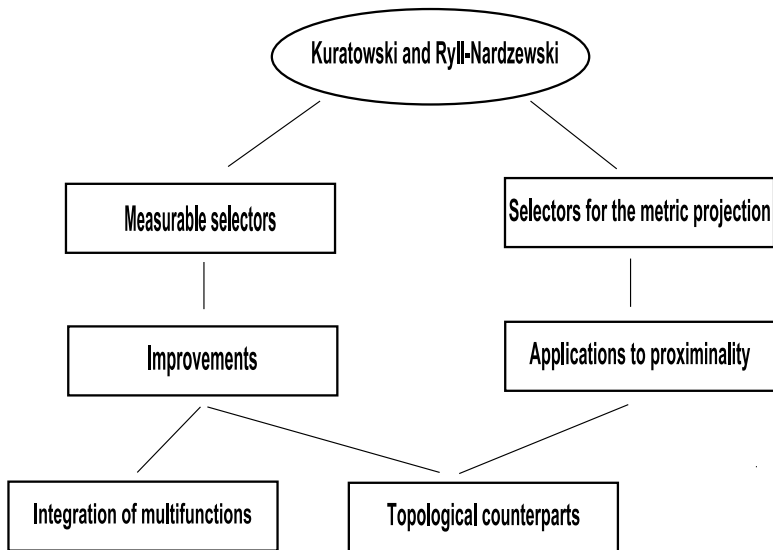 Kuratowski and Ryll-Nardzewski
Measurable selectors
Selectors for the metric projection
Improvements
Applications to proximinality
Integration of multifunctions
Topological counterparts